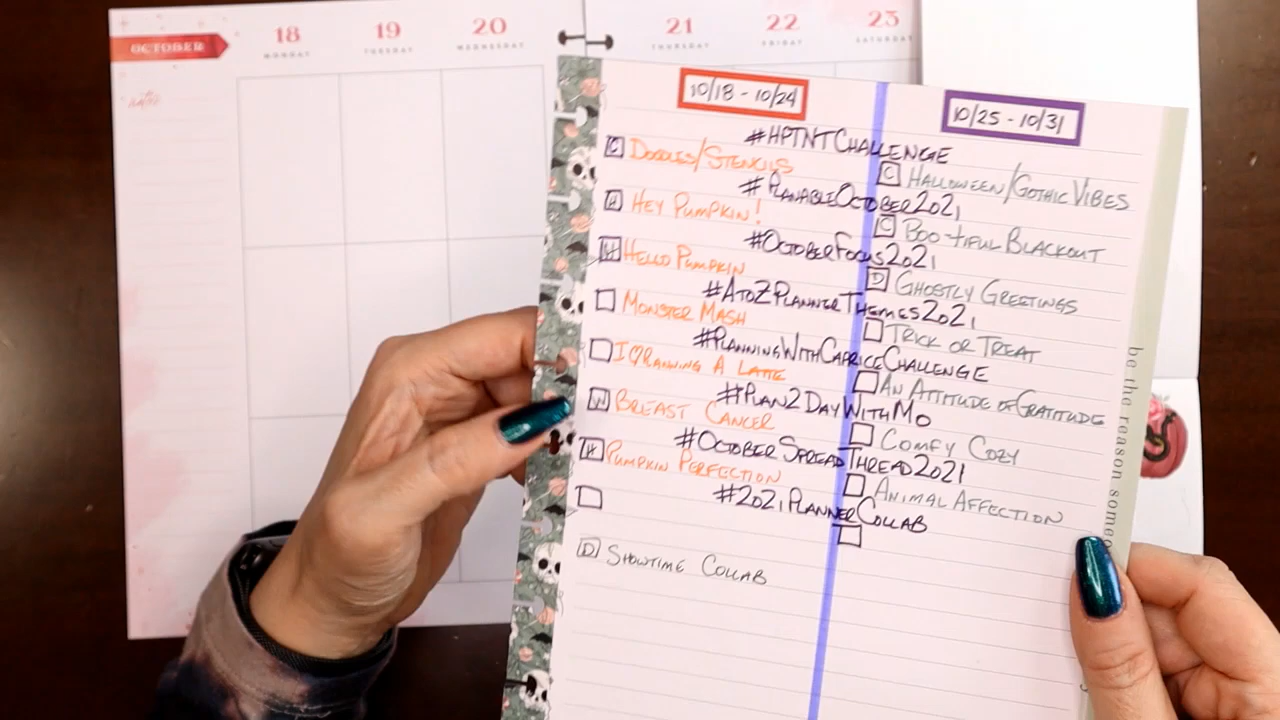 OCTOBER
18 19 20
MONDAY TUESDAY WEDNESDAY
21 22 23
THURSDAY FRIDAY SATURDAY
notes
10/18 - 10/24
10/25 - 10/31
#HPTNTCHALLENGE
C DOODLES/STENCILS
C HALLOWEEN/GOTHIC VIBES
#PLANABLEOCTOBER2021
H HEY PUMPKIN!
C BOO-TIFUL BLACKOUT
#OCTOBERFOCUS2021
H HELLO PUMPKIN
D GHOSTLY GREETINGS
#ATOZPLANNERTHEMES2021
MONSTER MASH
TRICK OR TREAT
#PLANNINGWITHCAPRICECHALLENGE
I ♡ PLANNING A LATTE
AN ATTITUDE OF GRATITUDE
#PLAN2DAYWITHMO
W BREAST CANCER
COMFY COZY
#OCTOBERSPREADTHREAD2021
PUMPKIN PERFECTION
ANIMAL AFFECTION
#2021PLANNERCOLLAB
D SHOWTIME COLLAB
be the reason